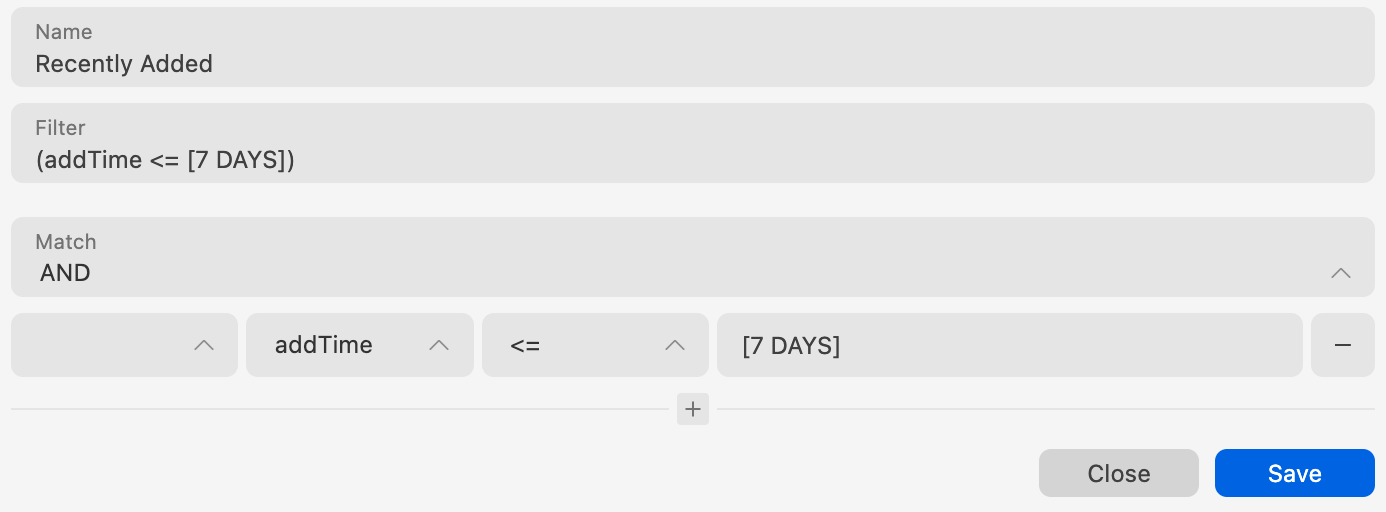 Name
Recently Added
Filter
(addTime <= [7 DAYS])
Match
AND
addTime <= [7 DAYS]
Close Save